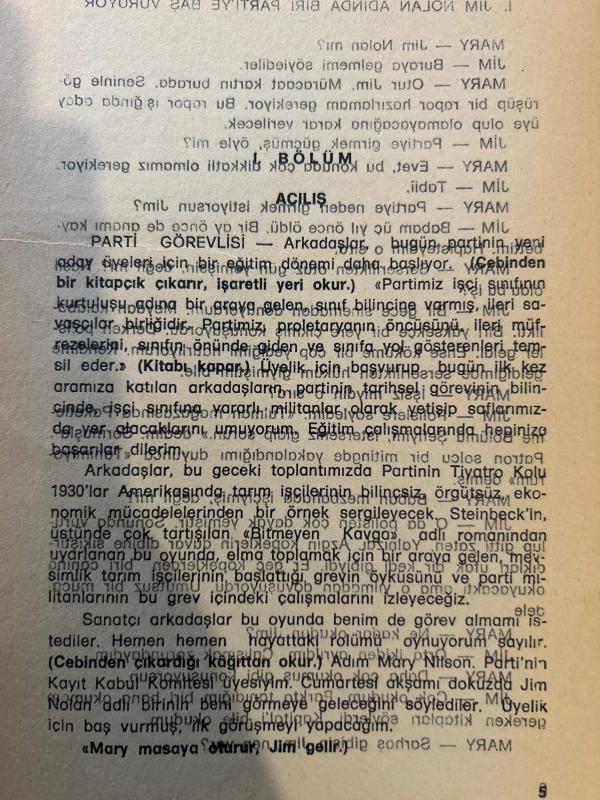 I. BÖLÜM
AÇILIŞ
PARTİ GÖREVLİSİ — Arkadaşlar, bugün partinin yeni
aday üyeleri için bir eğitim dönemi daha başlıyor. (Cebinden
bir kitapçık çıkarır, işaretli yeri okur.) «Partimiz işçi sınıfının
kurtuluşu adına bir araya gelen, sınıf bilincine varmış, ileri sa-
vaşçılar birliğidir. Partimiz, proletaryanın öncüsünü, ileri müf-
rezelerini, sınıfın önünde giden ve sınıfa yol gösterenleri tem-
sil eder.» (Kitabı kapar.) Üyelik için başvurup bugün ilk kez
aramıza katılan arkadaşların, partinin tarihsel görevinin bilin-
cinde, işçi sınıfına yararlı militanlar olarak yetişip saflarımız-
da yer alacaklarını umuyorum. Eğitim çalışmalarında hepinize
başarılar dilerim.
Arkadaşlar, bu geceki toplantımızda Partinin Tiyatro Kolu
1930'lar Amerikasında tarım işçilerinin bilinçsiz, örgütsüz, eko-
nomik mücadelelerinden bir örnek sergileyecek. Steinbeck'in,
üstünde çok tartışılan «Bitmeyen Kavga» adlı romanından
uyarlanan bu oyunda, elma toplamak için bir araya gelen, mev-
simlik tarım işçilerinin başlattığı grevin öyküsünü ve parti mi-
litanlarının bu grev içindeki çalışmalarını izleyeceğiz.
Sanatçı arkadaşlar bu oyunda benim de görev almamı is-
tediler. Hemen hemen hayattaki rolümü oynuyorum sayılır.
(Cebinden çıkardığı kâğıttan okur.) Adım Mary Nilson. Parti'nin
Kayıt Kabul Komitesi üyesiyim. Cumartesi akşamı dokuzda Jim
Nolan adlı birinin beni görmeye geleceğini söylediler. Üyelik
için baş vurmuş, ilk görüşmeyi yapacağım.
«Mary masaya oturur, Jim gelir.)
5